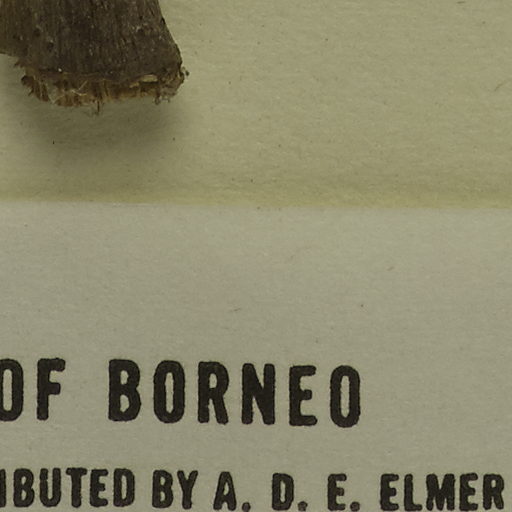 OF BORNEO
IBUTED BY A. D. E. ELMER